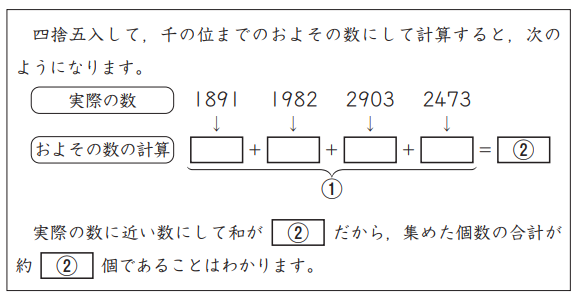 四捨五入して，千の位までのおよその数にして計算すると，次の
ようになります。
実際の数 1891 1982 2903 2473
↓ ↓ ↓ ↓
およその数の計算 + + + = ②
①
実際の数に近い数にして和が ② だから，集めた個数の合計が
約 ② 個であることはわかります。